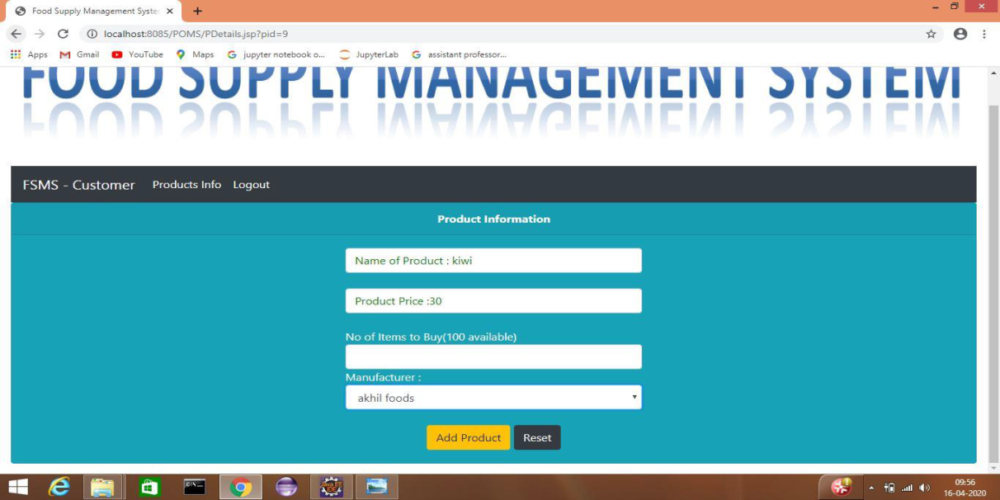 Food Supply Management Syster
localhost:8085/POMS/PDetails.jsp?pid=9
Apps Gmail YouTube Maps jupyter notebook o... JupyterLab assistant professor...
FOOD SUPPLY MANAGEMENT SYSTEM
FSMS - Customer Products Info Logout
Product Information
Name of Product : kiwi
Product Price :30
No of Items to Buy(100 available)
Manufacturer :
akhil foods
Add Product Reset
09:56
16-04-2020